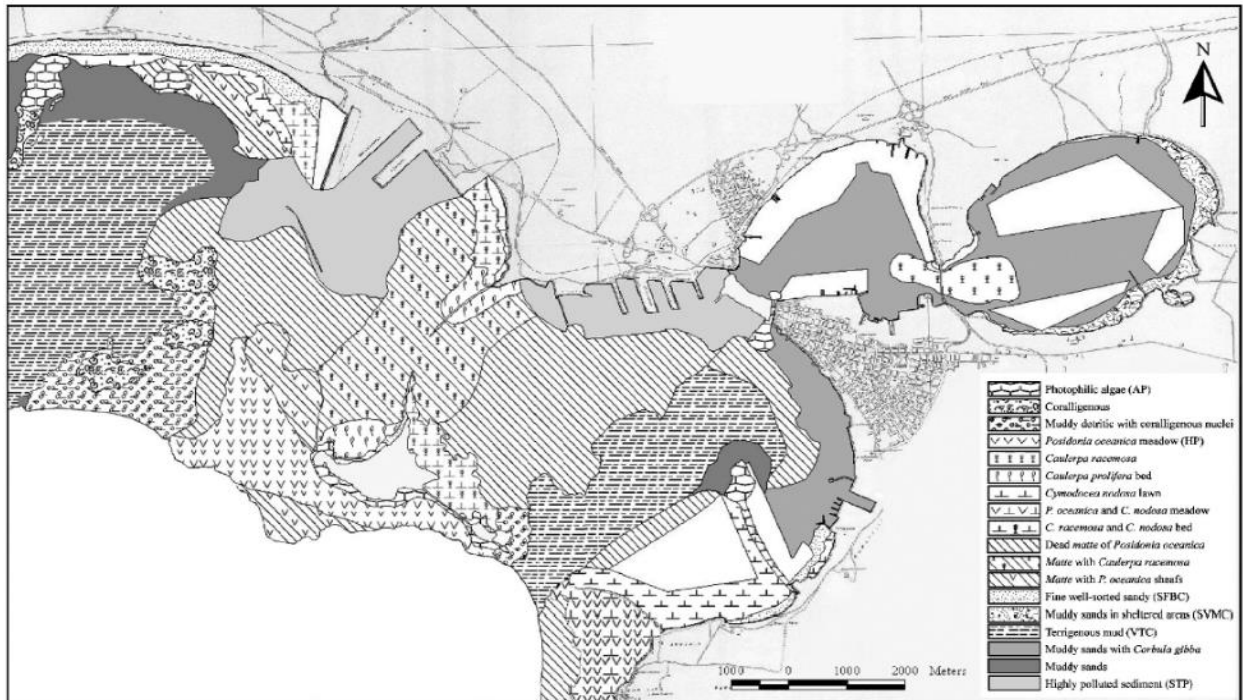 N
Photophilic algae (AP)
Coralligenous
Muddy detritic with coralligenous nuclei
Posidonia oceanica meadow (HP)
Caulerpa racemosa
Caulerpa prolifera bed
Cymodocea nodosa lawn
P. oceanica and C. nodosa meadow
C. racemosa and C. nodosa bed
Dead matte of Posidonia oceanica
Matte with Caulerpa racemosa
Matte with P. oceanica shaafs
Fine well-sorted sandy (SFBC)
Muddy sands in sheltered areas (SVMC)
Terrigenous mud (VTC)
Muddy sands with Corbula gibba
Muddy sands
Highly polluted sediment (STP)
1000 0 1000 2000 Meters